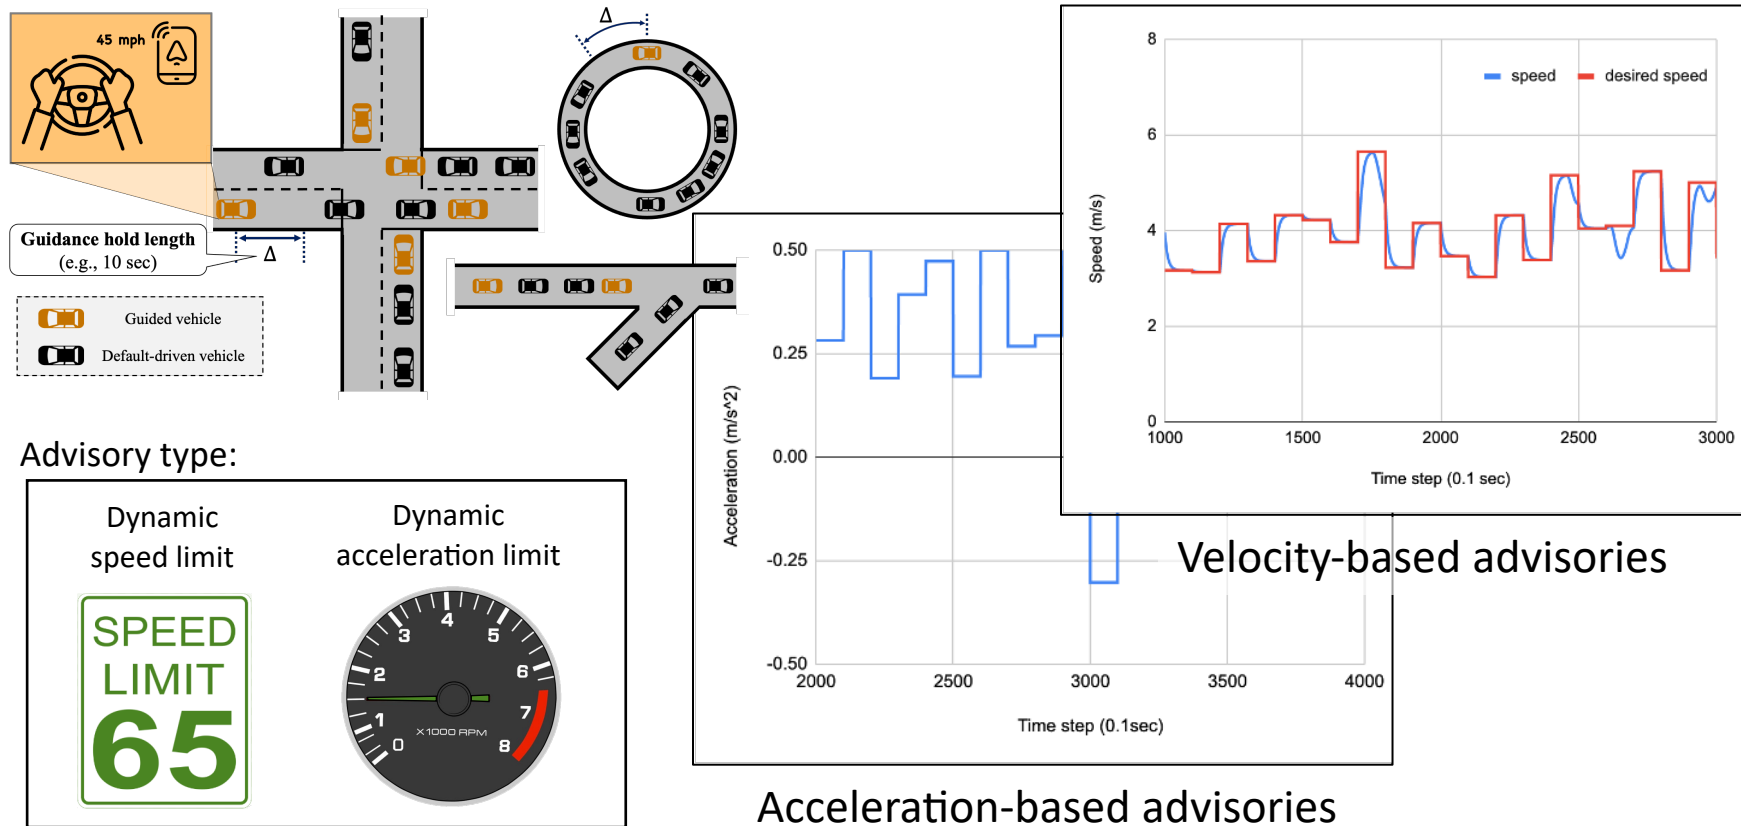 45 mph
Δ
Guidance hold length
(e.g., 10 sec)
Δ
Guided vehicle
Default-driven vehicle
Advisory type:
Dynamic
speed limit
SPEED
LIMIT
65
Dynamic
acceleration limit
0
1
2
3
4
5
6
7
8
X1000 RPM
0.50
0.25
0.00
-0.25
-0.50
Acceleration (m/s^2)
2000
2500
3000
3500
4000
Time step (0.1sec)
Acceleration-based advisories
8
6
4
2
0
Speed (m/s)
speed
desired speed
1000
1500
2000
2500
3000
Time step (0.1 sec)
Velocity-based advisories